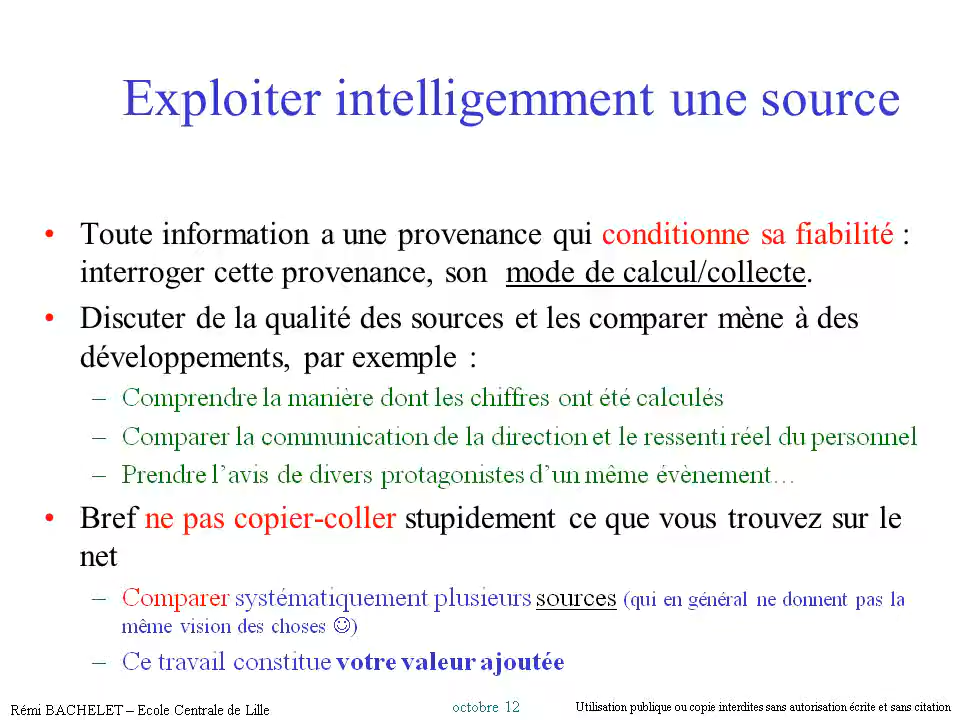 Exploiter intelligemment une source
• Toute information a une provenance qui conditionne sa fiabilité :
interroger cette provenance, son mode de calcul/collecte.
• Discuter de la qualité des sources et les comparer mène à des
développements, par exemple :
– Comprendre la manière dont les chiffres ont été calculés
– Comparer la communication de la direction et le ressenti réel du personnel
– Prendre l’avis de divers protagonistes d’un même évènement…
• Bref ne pas copier-coller stupidement ce que vous trouvez sur le
net
– Comparer systématiquement plusieurs sources (qui en général ne donnent pas la
même vision des choses ☺)
– Ce travail constitue votre valeur ajoutée
Rémi BACHELET – Ecole Centrale de Lille
octobre 12
Utilisation publique ou copie interdites sans autorisation écrite et sans citation